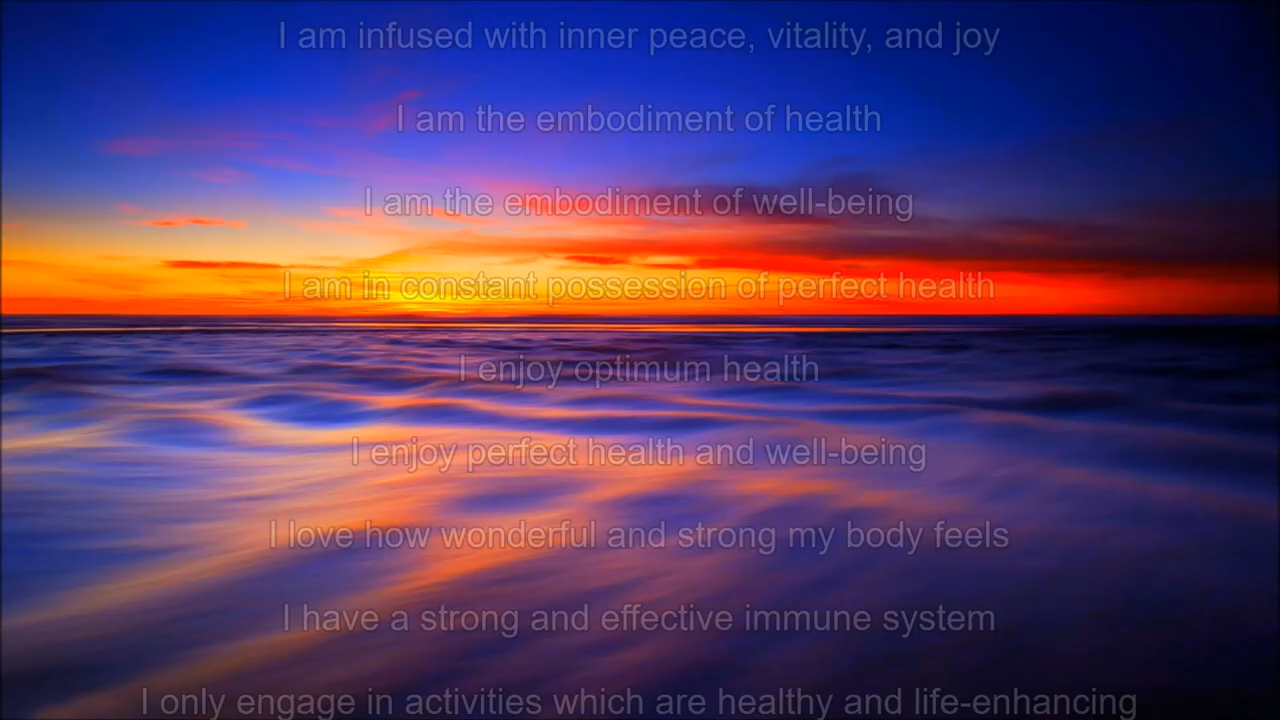 I am infused with inner peace, vitality, and joy
I am the embodiment of health
I am the embodiment of well-being
I am in constant possession of perfect health
I enjoy optimum health
I enjoy perfect health and well-being
I love how wonderful and strong my body feels
I have a strong and effective immune system
I only engage in activities which are healthy and life-enhancing